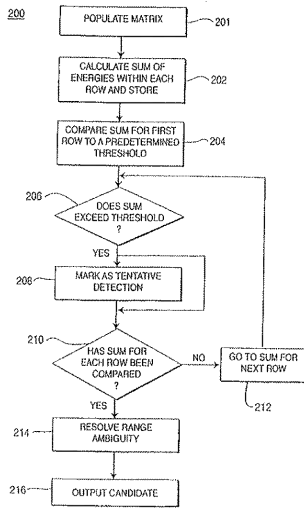 200
POPULATE MATRIX
201
CALCULATE SUM OF
ENERGIES WITHIN EACH
ROW AND STORE
202
COMPARE SUM FOR FIRST
ROW TO A PREDETERMINED
THRESHOLD
204
206
DOES SUM
EXCEED THRESHOLD
?
YES
208
MARK AS TENTATIVE
DETECTION
210
HAS SUM FOR
EACH ROW BEEN
COMPARED
?
NO
GO TO SUM FOR
NEXT ROW
212
YES
214
RESOLVE RANGE
AMBIGUITY
216
OUTPUT CANDIDATE